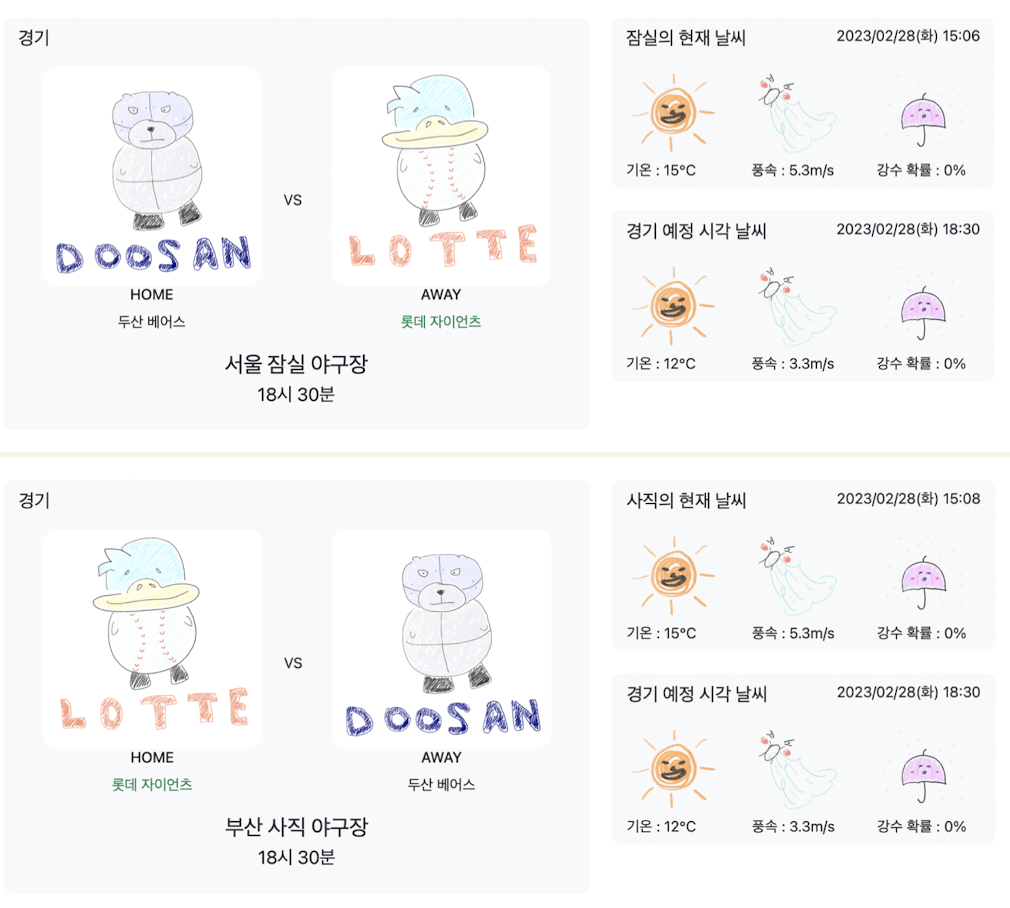 경기
DOOSAN
HOME
두산 베어스
VS
LOTTE
AWAY
롯데 자이언츠
서울 잠실 야구장
18시 30분
잠실의 현재 날씨
2023/02/28(화) 15:06
기온 : 15°C
풍속 : 5.3m/s
강수 확률 : 0%
경기 예정 시각 날씨
2023/02/28(화) 18:30
기온 : 12°C
풍속 : 3.3m/s
강수 확률 : 0%
경기
LOTTE
HOME
롯데 자이언츠
VS
DOOSAN
AWAY
두산 베어스
부산 사직 야구장
18시 30분
사직의 현재 날씨
2023/02/28(화) 15:08
기온 : 15°C
풍속 : 5.3m/s
강수 확률 : 0%
경기 예정 시각 날씨
2023/02/28(화) 18:30
기온 : 12°C
풍속 : 3.3m/s
강수 확률 : 0%